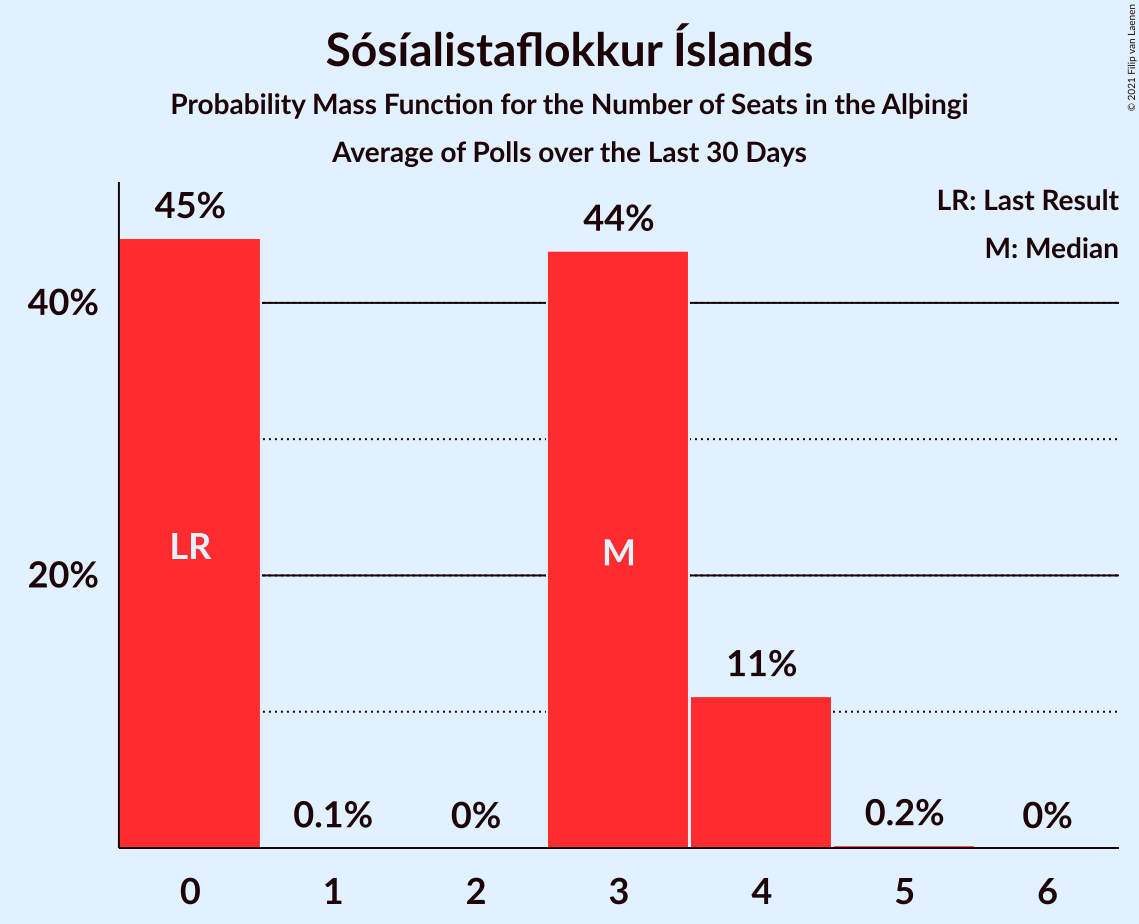 Sósíalistaflokkur Íslands
Probability Mass Function for the Number of Seats in the Alþingi
Average of Polls over the Last 30 Days
© 2021 Filip van Laenen
LR: Last Result
M: Median
45%
44%
40%
LR
M
20%
11%
0.1%
0%
0.2%
0%
0 1 2 3 4 5 6